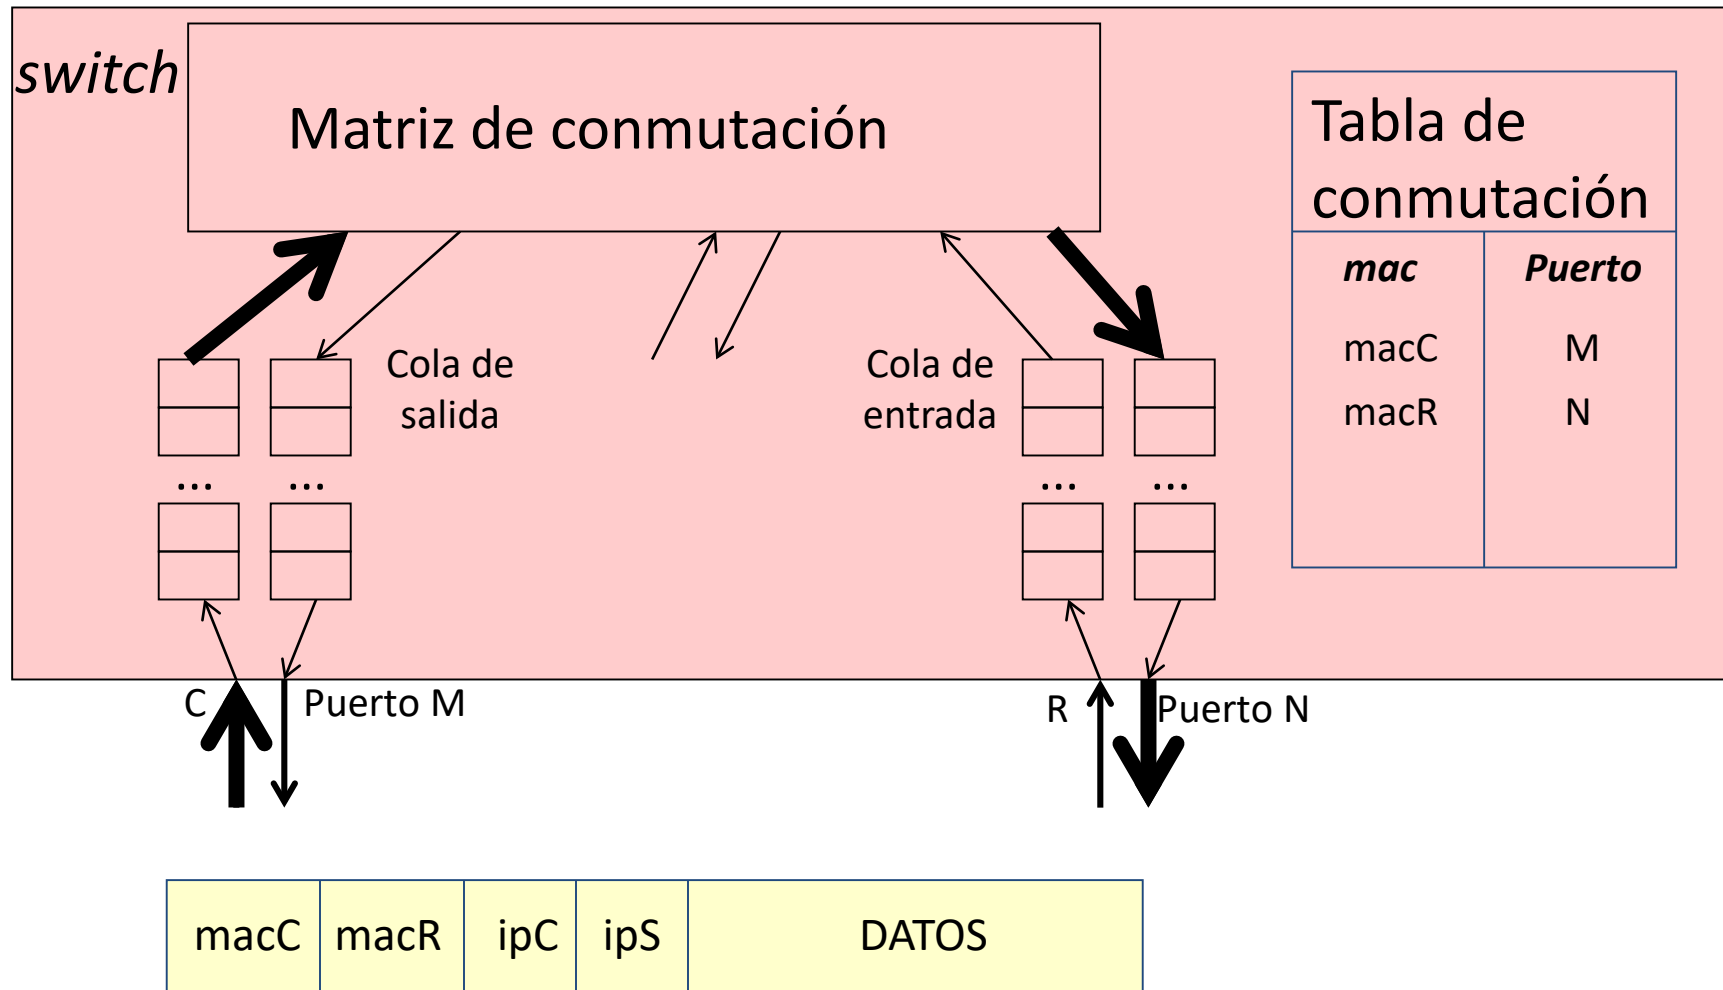 switch
Matriz de conmutación
Tabla de
conmutación
mac Puerto
macC M
macR N
Cola de
salida
Cola de
entrada
... ... ... ...
C Puerto M
R Puerto N
macC macR ipC ipS DATOS